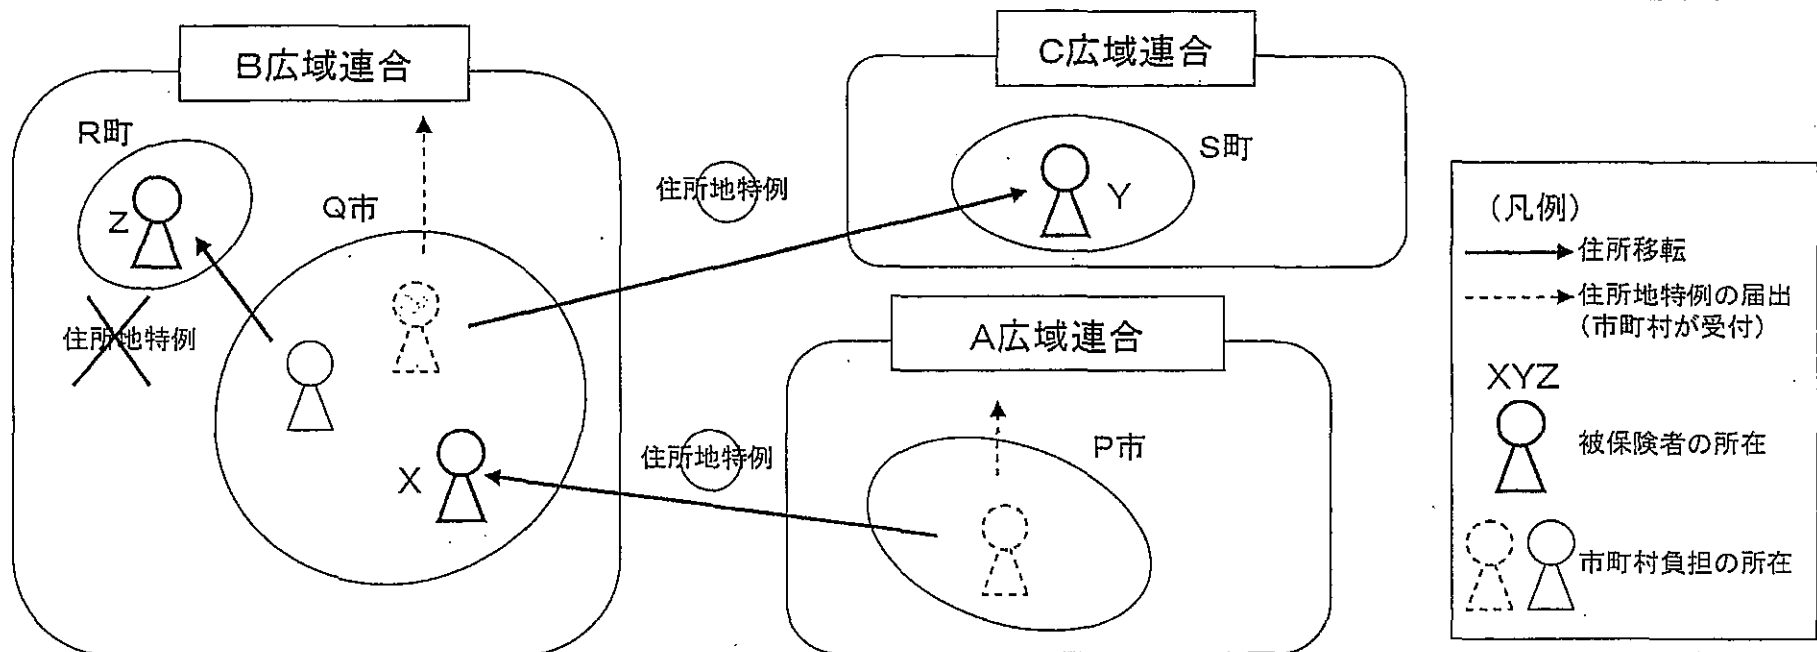 B広域連合
R町
Z
Q市
住所地特例
X
住所地特例
C広域連合
S町
Y
A広域連合
住所地特例
P市
(凡例)
住所移転
住所地特例の届出
(市町村が受付)
XYZ
被保険者の所在
市町村負担の所在